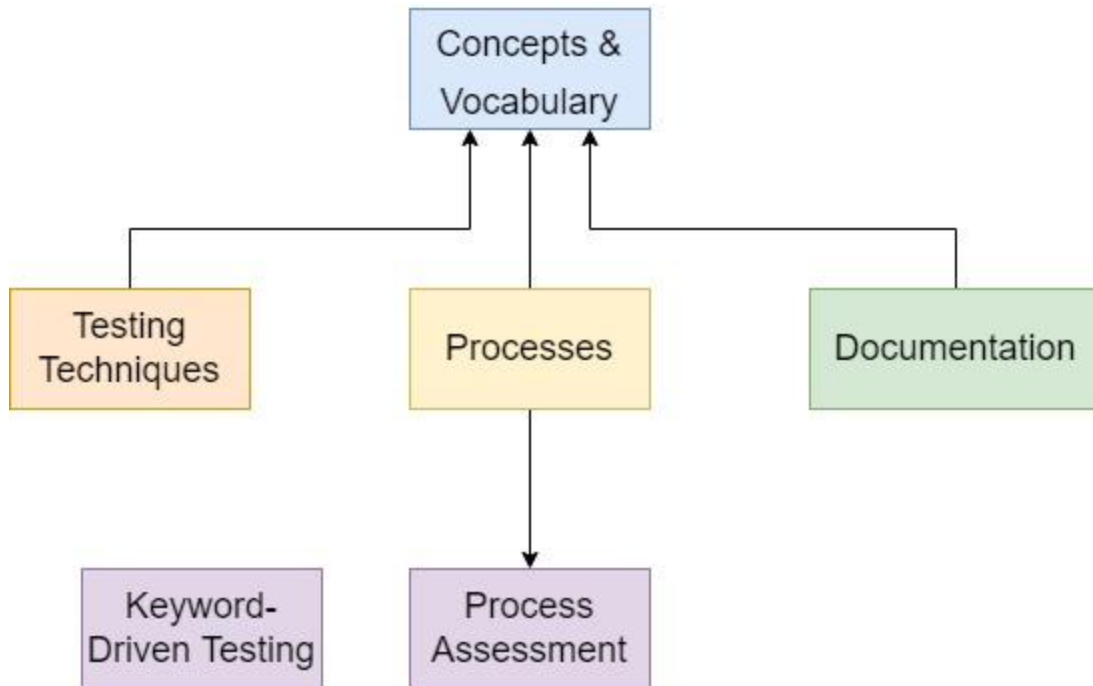 Concepts &
Vocabulary
Testing
Techniques
Processes
Documentation
Keyword-
Driven Testing
Process
Assessment